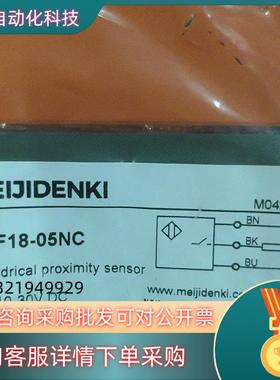 自动化科技
EIJIDENKI
F18-05NC
M04
BN
BK
BU
drical proximity sensor
321949929
10-30V DC
www.meijidenki.com
咨询采购批发可对公开票
客服详情下单采购